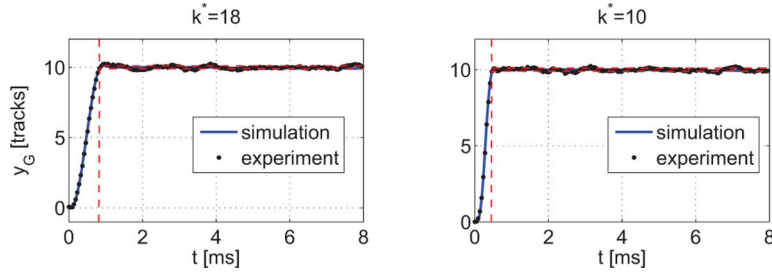 k*=18
10
5
0
y_G [tracks]
simulation
experiment
0 2 4 6 8
t [ms]
k*=10
10
5
0
simulation
experiment
0 2 4 6 8
t [ms]